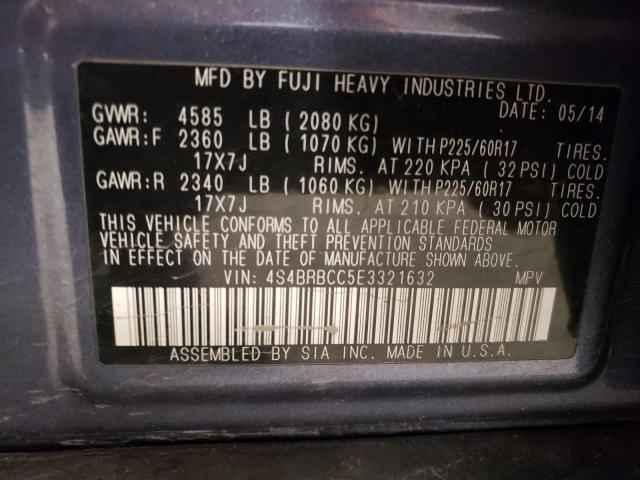 MFD BY FUJI HEAVY INDUSTRIES LTD.
GVWR: 4585 LB ( 2080 KG) DATE: 05/14
GAWR:F 2360 LB ( 1070 KG) WITH P225/60R17 TIRES.
17X7J RIMS. AT 220 KPA ( 32 PSI) COLD
GAWR:R 2340 LB ( 1060 KG) WITH P225/60R17 TIRES.
17X7J RIMS. AT 210 KPA ( 30 PSI) COLD
THIS VEHICLE CONFORMS TO ALL APPLICABLE FEDERAL MOTOR
VEHICLE SAFETY AND THEFT PREVENTION STANDARDS
IN EFFECT ON THE DATE OF MANUFACTURE SHOWN ABOVE.
VIN: 4S4BRBCC5E3321632 MPV
ASSEMBLED BY SIA INC. MADE IN U.S.A.